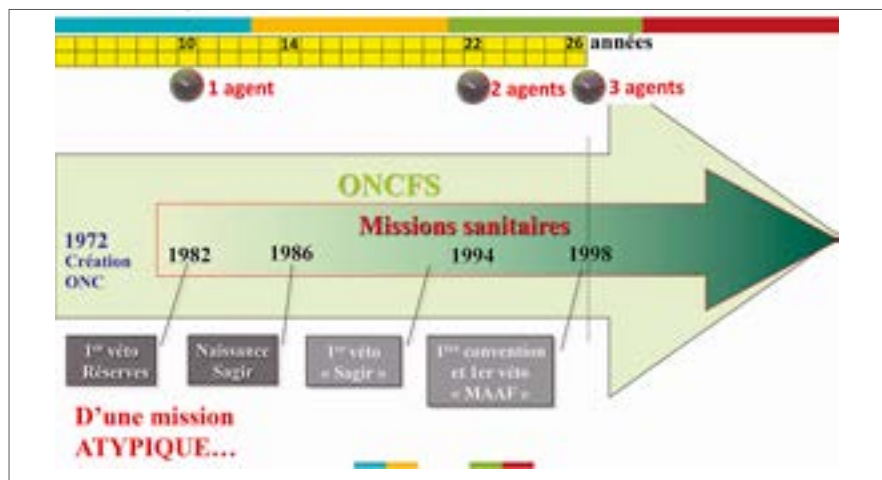 10 14 22 26 années
1 agent 2 agents 3 agents
ONCFS
Missions sanitaires
1972
Création
ONC
1982 1986 1994 1998
1er véto
Réserves
Naissance
Sagir
1er véto
« Sagir »
1ère convention
et 1er véto
« MAAF »
D'une mission
ATYPIQUE...